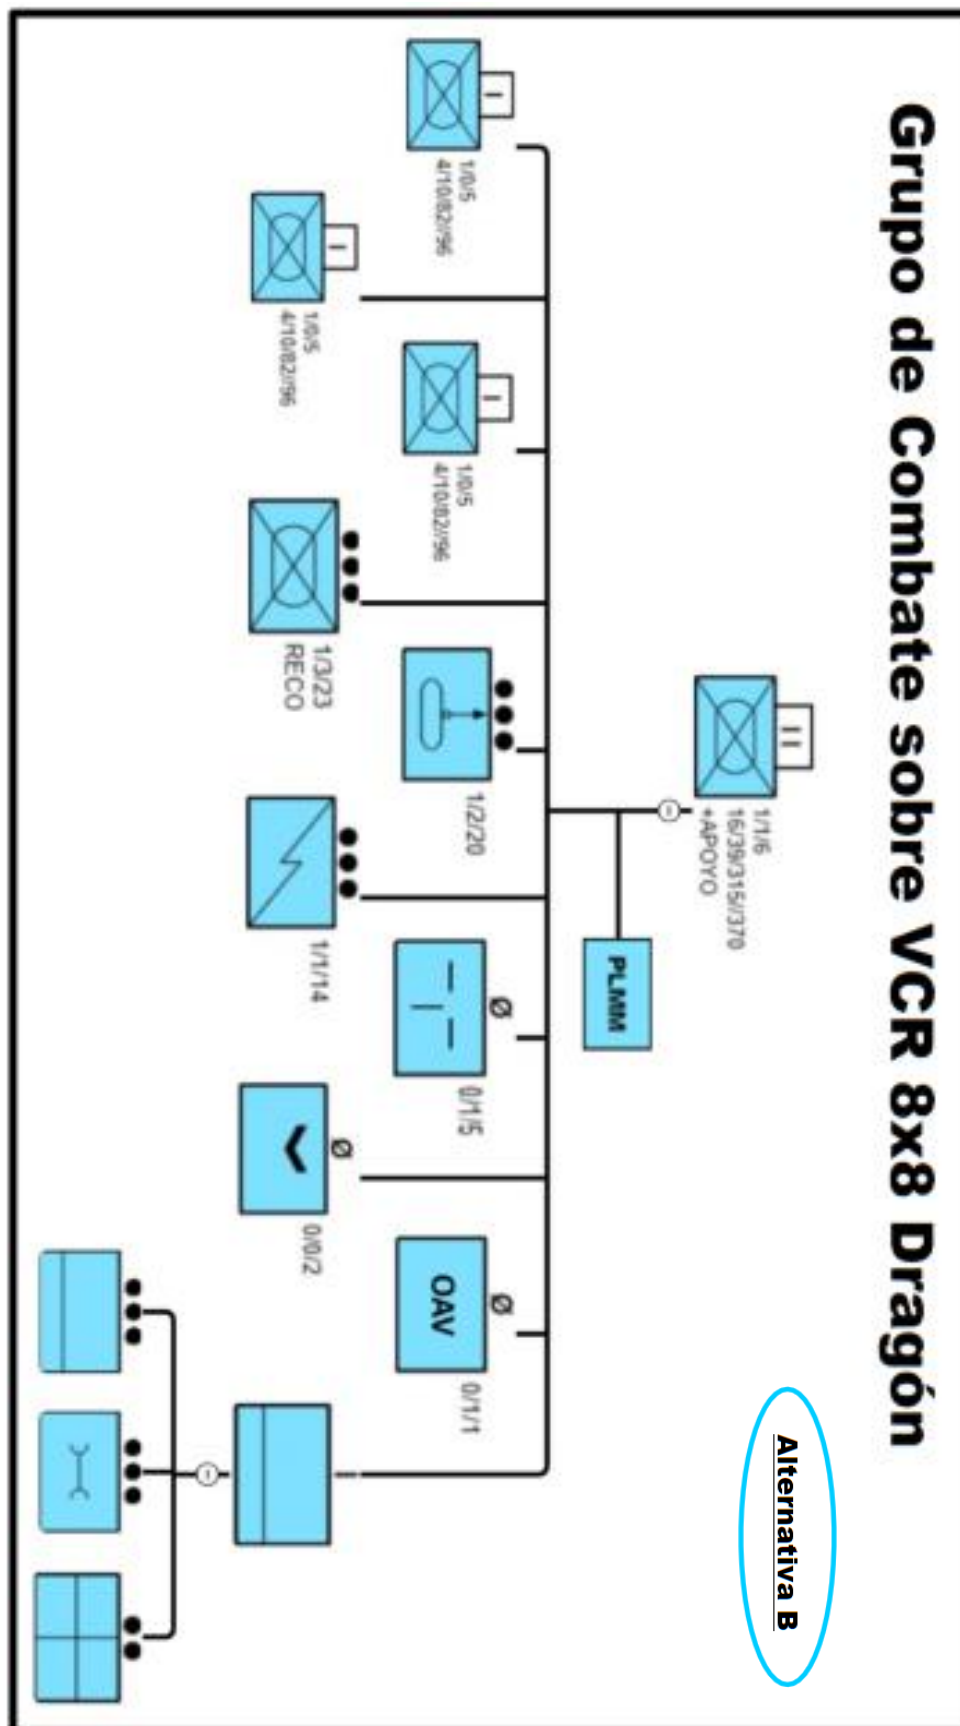 Grupo de Combate sobre VCR 8x8 Dragón
Alternativa B
1/1/6
16/39/315//370
+APOYO
PLMM
1/0/5
4/10/82//96
1/0/5
4/10/82//96
1/0/5
4/10/82//96
1/3/23
RECO
1/2/20
1/1/14
Ø
0/1/5
Ø
0/0/2
Ø
OAV
0/1/1